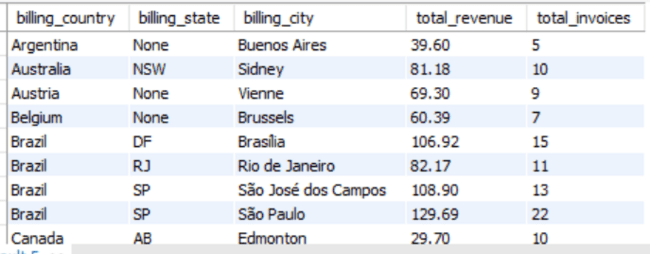 billing_country billing_state billing_city total_revenue total_invoices
Argentina None Buenos Aires 39.60 5
Australia NSW Sidney 81.18 10
Austria None Vienne 69.30 9
Belgium None Brussels 60.39 7
Brazil DF Brasília 106.92 15
Brazil RJ Rio de Janeiro 82.17 11
Brazil SP São José dos Campos 108.90 13
Brazil SP São Paulo 129.69 22
Canada AB Edmonton 29.70 10